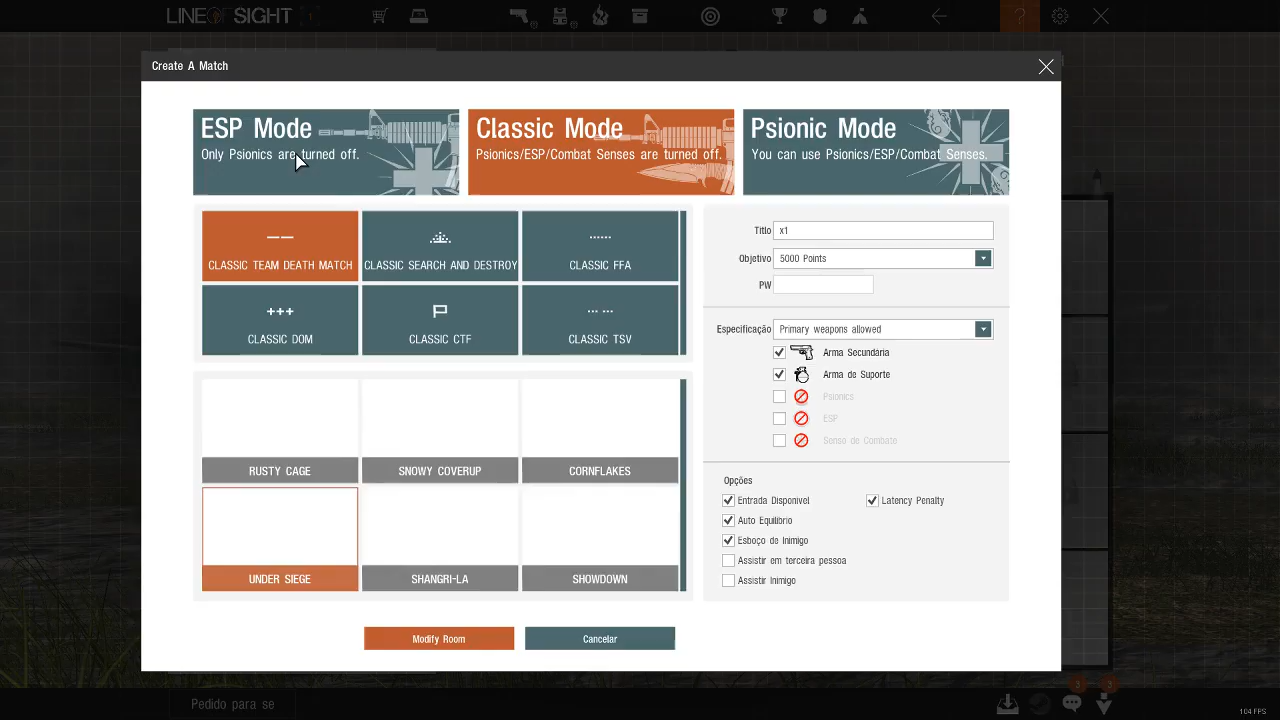 LINE OF SIGHT
Create A Match
ESP Mode
Only Psionics are turned off.
Classic Mode
Psionics/ESP/Combat Senses are turned off.
Psionic Mode
You can use Psionics/ESP/Combat Senses.
CLASSIC TEAM DEATH MATCH
CLASSIC SEARCH AND DESTROY
CLASSIC FFA
CLASSIC DOM
CLASSIC CTF
CLASSIC TSV
RUSTY CAGE
SNOWY COVERUP
CORNFLAKES
UNDER SIEGE
SHANGRI-LA
SHOWDOWN
Titlo x1
Objetivo 5000 Points
PW
Especificação Primary weapons allowed
Arma Secundária
Arma de Suporte
Psionics
ESP
Senso de Combate
Opções
Entrada Disponível Latency Penalty
Auto Equilíbrio
Esboço de Inimigo
Assistir em terceira pessoa
Assistir Inimigo
Modify Room
Cancelar
Pedido para se
3 3
104 FPS